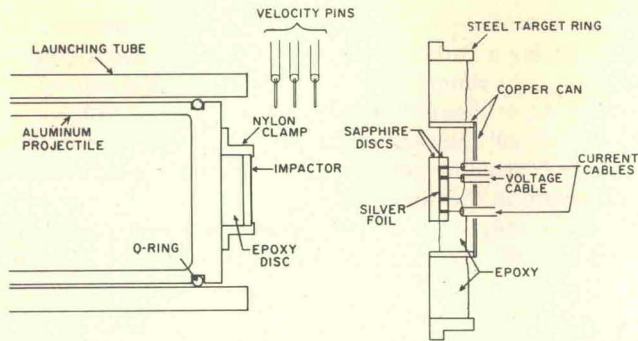 VELOCITY PINS
LAUNCHING TUBE
ALUMINUM
PROJECTILE
NYLON
CLAMP
IMPACTOR
O-RING
EPOXY
DISC
STEEL TARGET RING
COPPER CAN
SAPPHIRE
DISCS
CURRENT
CABLES
VOLTAGE
CABLE
SILVER
FOIL
EPOXY